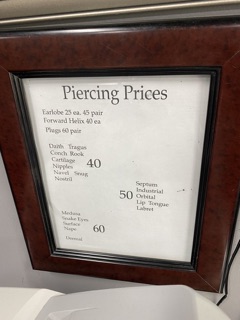 Piercing Prices
Earlobe 25 ea. 45 pair
Forward Helix 40 ea
Plugs 60 pair
Daith Tragus
Conch Rook
Cartilage
40
Nipples
Navel Snug
Nostril
Septum
Industrial
50
Orbital
Lip Tongue
Labret
Medusa
Snake Eyes
Surface
60
Nape